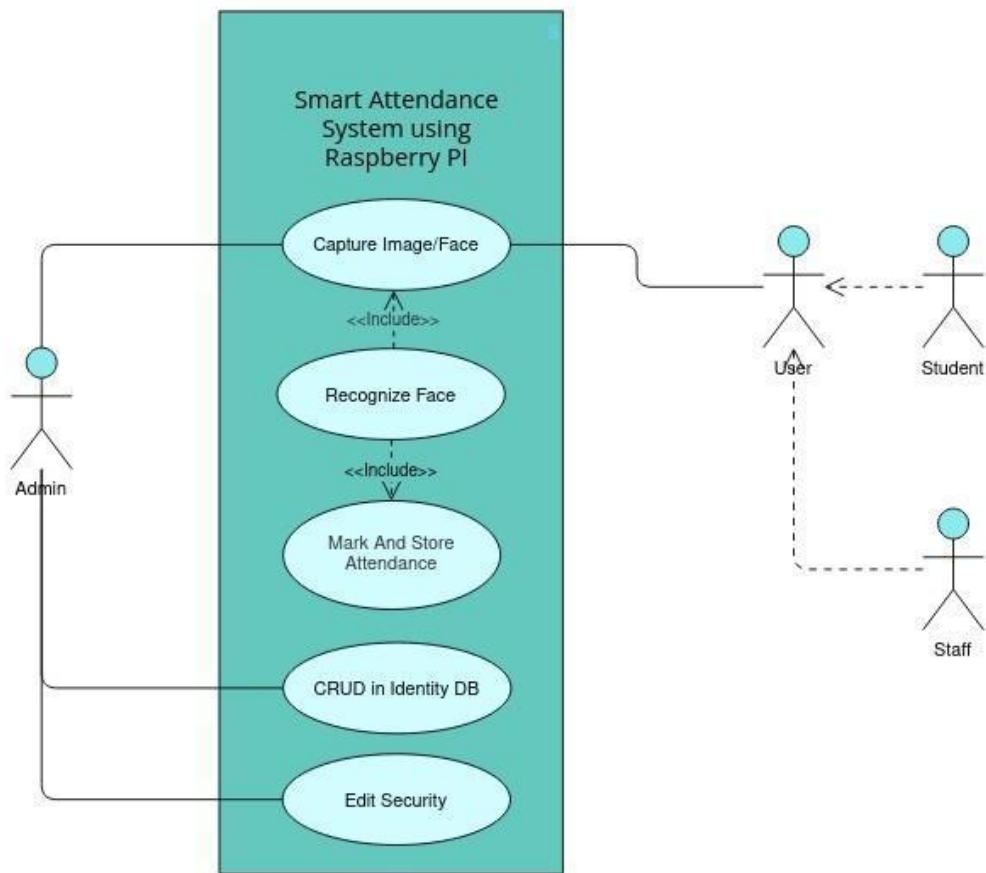 Smart Attendance
System using
Raspberry PI
Capture Image/Face
<<Include>>
Recognize Face
<<Include>>
Mark And Store
Attendance
CRUD in Identity DB
Edit Security
Admin
User
Student
Staff